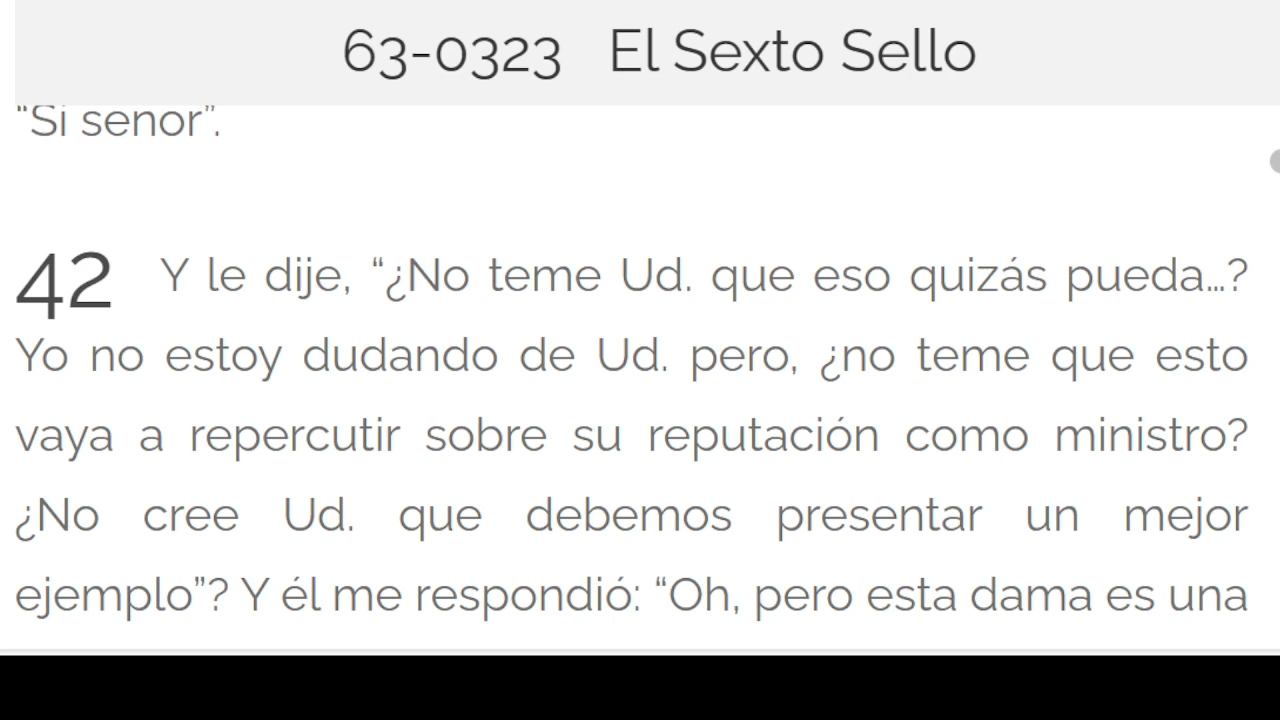 63-0323 El Sexto Sello
“Sí señor”.
42 Y le dije, “¿No teme Ud. que eso quizás pueda...?
Yo no estoy dudando de Ud. pero, ¿no teme que esto
vaya a repercutir sobre su reputación como ministro?
¿No cree Ud. que debemos presentar un mejor
ejemplo”? Y él me respondió: “Oh, pero esta dama es una